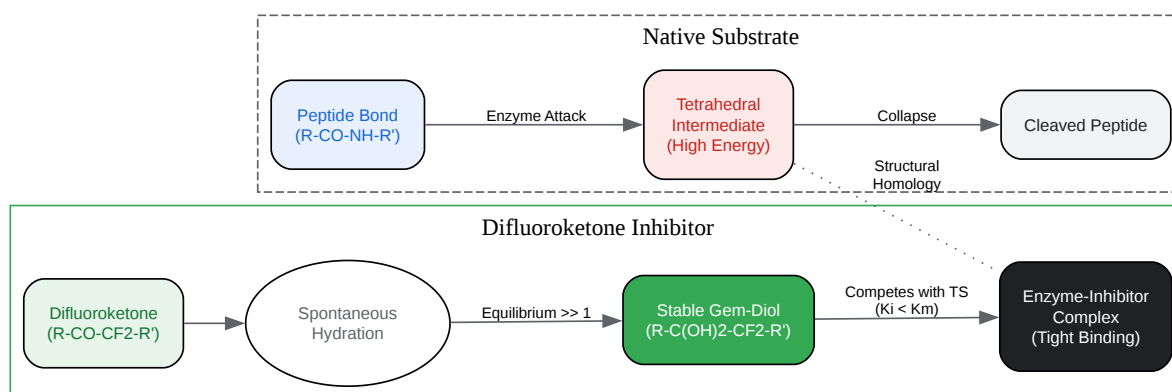 Native Substrate
Peptide Bond
(R-CO-NH-R')
Enzyme Attack
Tetrahedral
Intermediate
(High Energy)
Collapse
Cleaved Peptide
Structural
Homology
Difluoroketone Inhibitor
Difluoroketone
(R-CO-CF2-R')
Spontaneous
Hydration
Equilibrium >> 1
Stable Gem-Diol
(R-C(OH)2-CF2-R')
Competes with TS
(Ki < Km)
Enzyme-Inhibitor
Complex
(Tight Binding)